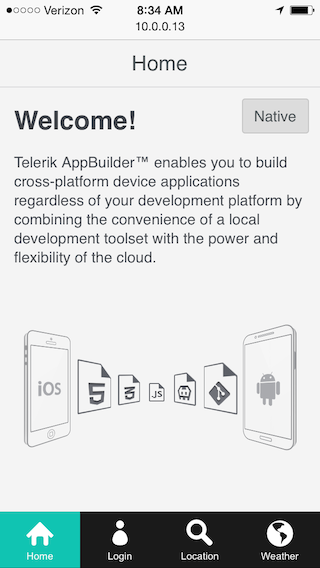 Verizon 8:34 AM
10.0.0.13
Home
Welcome!
Native
Telerik AppBuilder™ enables you to build
cross-platform device applications
regardless of your development platform by
combining the convenience of a local
development toolset with the power and
flexibility of the cloud.
iOS
5
3
JS
Home
Login
Location
Weather